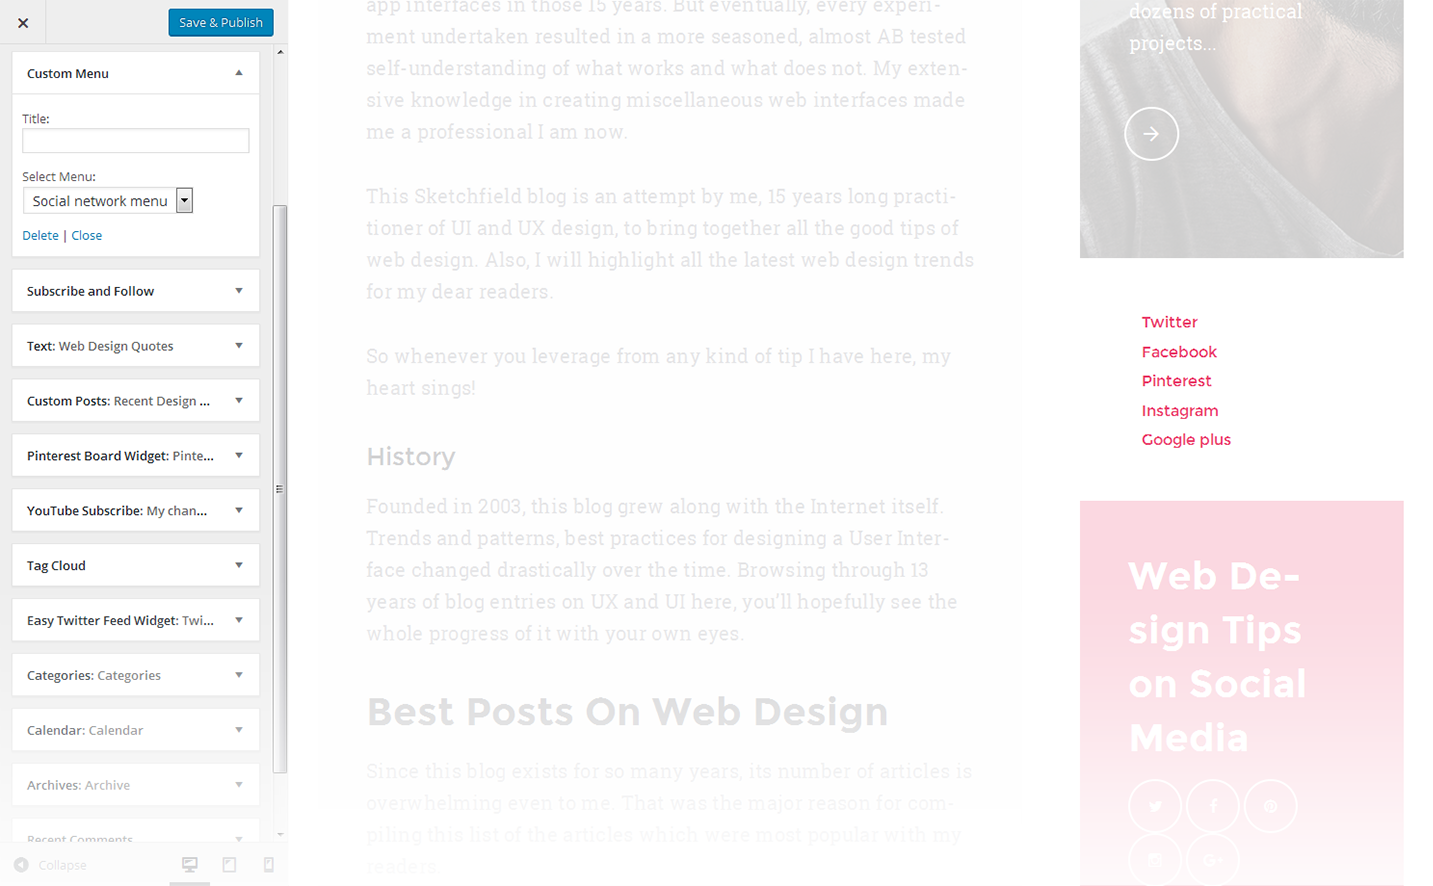 Save & Publish
Custom Menu
Title:
Select Menu:
Social network menu
Delete | Close
Subscribe and Follow
Text: Web Design Quotes
Custom Posts: Recent Design ...
Pinterest Board Widget: Pinte...
YouTube Subscribe: My chan...
Tag Cloud
Easy Twitter Feed Widget: Twi...
Categories: Categories
Calendar: Calendar
Archives: Archive
Recent Comments
Collapse
app interfaces in those 15 years. But eventually, every experi-
ment undertaken resulted in a more seasoned, almost AB tested
self-understanding of what works and what does not. My exten-
sive knowledge in creating miscellaneous web interfaces made
me a professional I am now.
This Sketchfield blog is an attempt by me, 15 years long practi-
tioner of UI and UX design, to bring together all the good tips of
web design. Also, I will highlight all the latest web design trends
for my dear readers.
So whenever you leverage from any kind of tip I have here, my
heart sings!
History
Founded in 2003, this blog grew along with the Internet itself.
Trends and patterns, best practices for designing a User Inter-
face changed drastically over the time. Browsing through 13
years of blog entries on UX and UI here, you'll hopefully see the
whole progress of it with your own eyes.
Best Posts On Web Design
Since this blog exists for so many years, its number of articles is
overwhelming even to me. That was the major reason for com-
piling this list of the articles which were most popular with my
readers.
dozens of practical
projects...
Twitter
Facebook
Pinterest
Instagram
Google plus
Web De-
sign Tips
on Social
Media